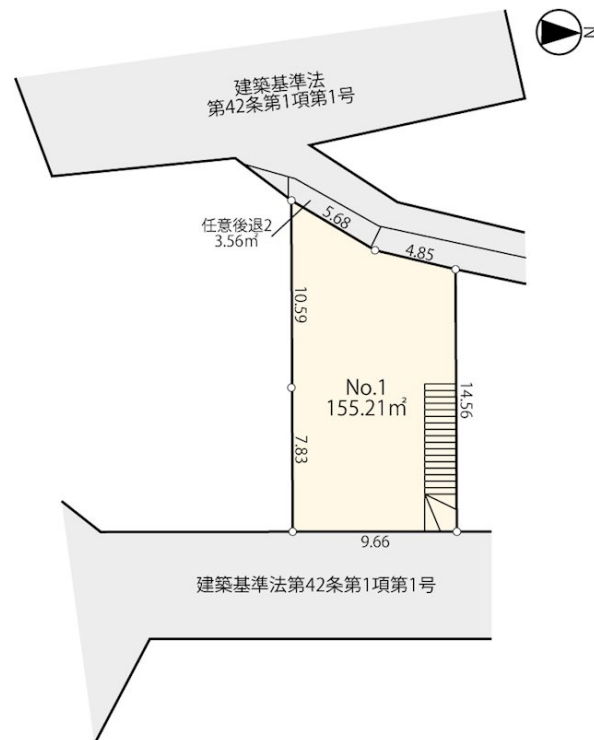 N
建築基準法
第42条第1項第1号
任意後退2
3.56㎡
5.68
4.85
10.59
No.1
155.21㎡
14.56
7.83
9.66
建築基準法第42条第1項第1号